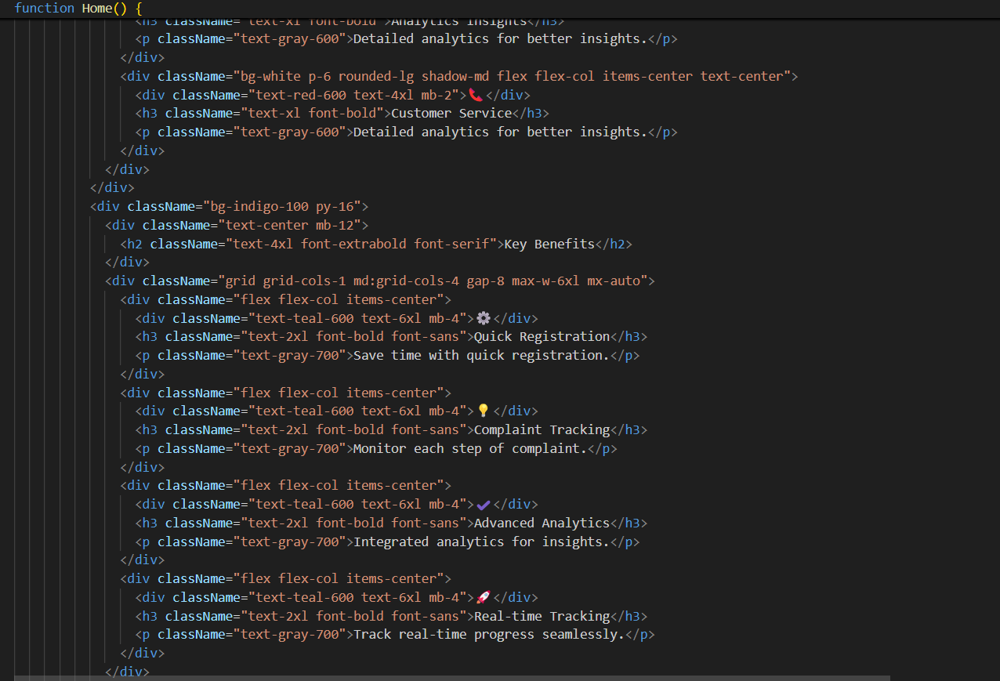 function Home() {
<h3 className="text-xl font-bold">Analytics Insights</h3>
<p className="text-gray-600">Detailed analytics for better insights.</p>
</div>
<div className="bg-white p-6 rounded-lg shadow-md flex flex-col items-center text-center">
<div className="text-red-600 text-4xl mb-2">📞</div>
<h3 className="text-xl font-bold">Customer Service</h3>
<p className="text-gray-600">Detailed analytics for better insights.</p>
</div>
</div>
</div>
<div className="bg-indigo-100 py-16">
<div className="text-center mb-12">
<h2 className="text-4xl font-extrabold font-serif">Key Benefits</h2>
</div>
<div className="grid grid-cols-1 md:grid-cols-4 gap-8 max-w-6xl mx-auto">
<div className="flex flex-col items-center">
<div className="text-teal-600 text-6xl mb-4">⚙️</div>
<h3 className="text-2xl font-bold font-sans">Quick Registration</h3>
<p className="text-gray-700">Save time with quick registration.</p>
</div>
<div className="flex flex-col items-center">
<div className="text-teal-600 text-6xl mb-4">💡</div>
<h3 className="text-2xl font-bold font-sans">Complaint Tracking</h3>
<p className="text-gray-700">Monitor each step of complaint.</p>
</div>
<div className="flex flex-col items-center">
<div className="text-teal-600 text-6xl mb-4">✔️</div>
<h3 className="text-2xl font-bold font-sans">Advanced Analytics</h3>
<p className="text-gray-700">Integrated analytics for insights.</p>
</div>
<div className="flex flex-col items-center">
<div className="text-teal-600 text-6xl mb-4">🚀</div>
<h3 className="text-2xl font-bold font-sans">Real-time Tracking</h3>
<p className="text-gray-700">Track real-time progress seamlessly.</p>
</div>
</div>